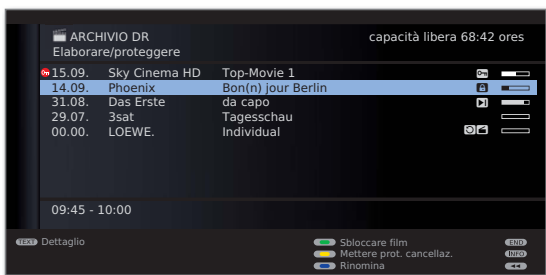 ARCHIVIO DR capacità libera 68:42 ores
Elaborare/proteggere
15.09. Sky Cinema HD Top-Movie 1
14.09. Phoenix Bon(n) jour Berlin
31.08. Das Erste da capo
29.07. 3sat Tagesschau
00.00. LOEWE. Individual
09:45 - 10:00
TEXT Dettaglio Sbloccare film END
Mettere prot. cancellaz. INFO
Rinomina